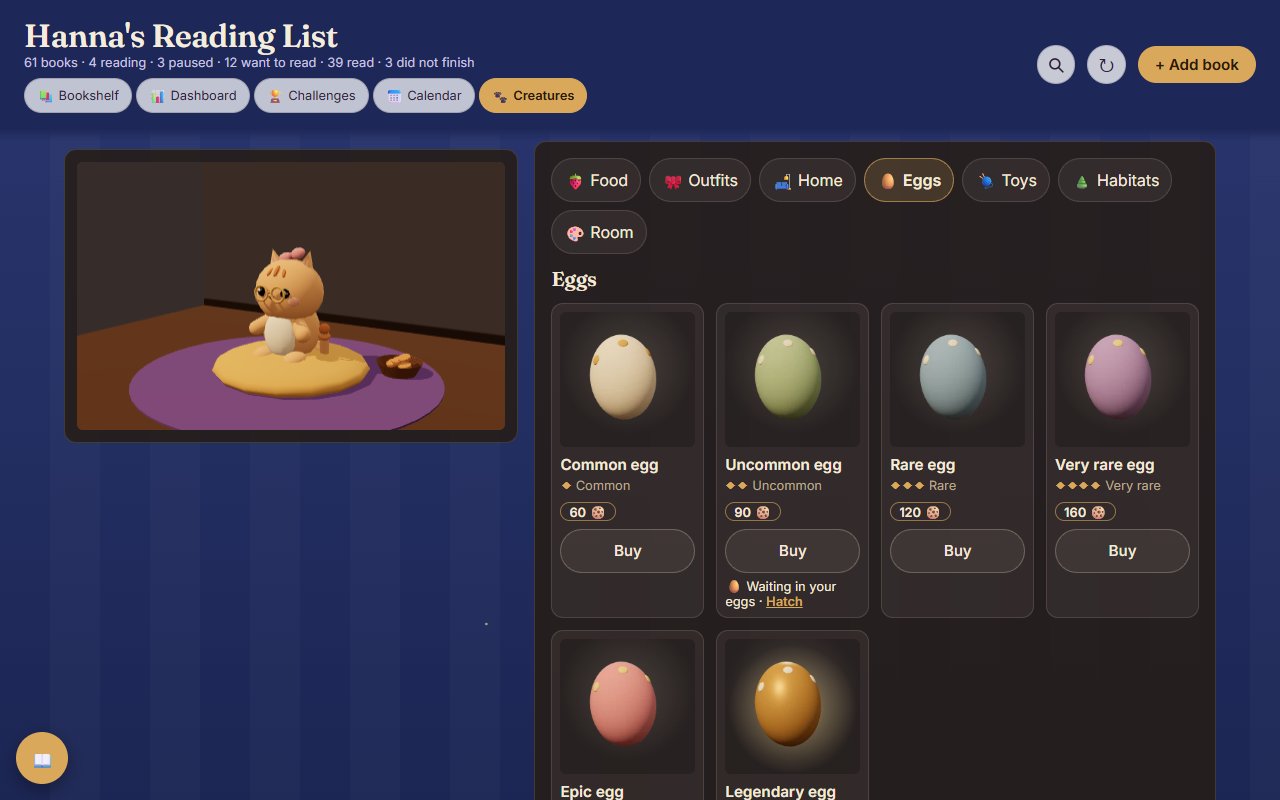 Hanna's Reading List
61 books · 4 reading · 3 paused · 12 want to read · 39 read · 3 did not finish
Bookshelf
Dashboard
Challenges
Calendar
Creatures
+ Add book
Food
Outfits
Home
Eggs
Toys
Habitats
Room
Eggs
Common egg
Common
60
Buy
Uncommon egg
Uncommon
90
Buy
Waiting in your
eggs · Hatch
Rare egg
Rare
120
Buy
Very rare egg
Very rare
160
Buy
Epic egg
Legendary egg